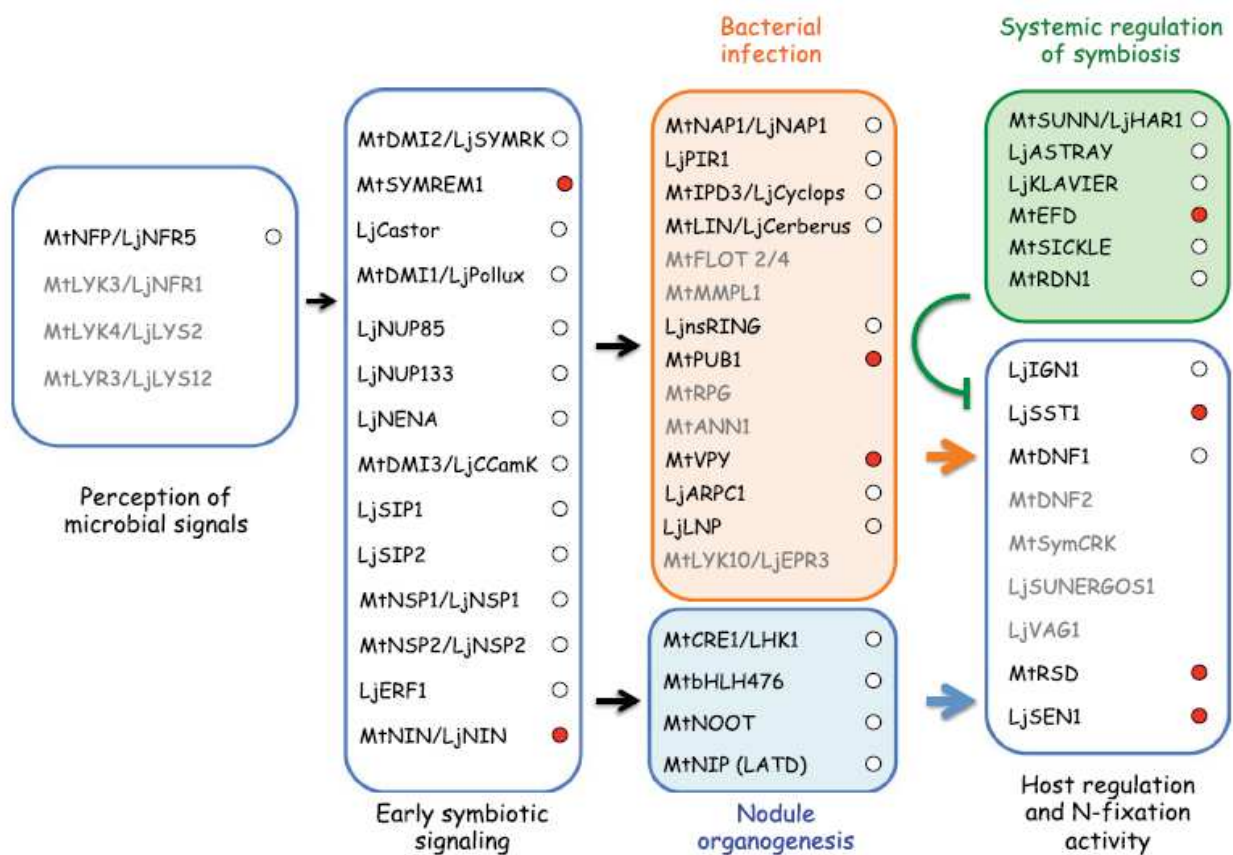 MtNFP/LjNFR5
MtLYK3/LjNFR1
MtLYK4/LjLYS2
MtLYR3/LjLYS12
Perception of
microbial signals
MtDMI2/LjSYMRK
MtSYMREM1
LjCastor
MtDMI1/LjPollux
LjNUP85
LjNUP133
LjNENA
MtDMI3/LjCCamK
LjSIP1
LjSIP2
MtNSP1/LjNSP1
MtNSP2/LjNSP2
LjERF1
MtNIN/LjNIN
Early symbiotic
signaling
Bacterial
infection
MtNAP1/LjNAP1
LjPIR1
MtIPD3/LjCyclops
MtLIN/LjCerberus
MtFLOT 2/4
MtMMPL1
LjnsRING
MtPUB1
MtRPG
MtANN1
MtVPY
LjARPC1
LjLNP
MtLYK10/LjEPR3
MtCRE1/LHK1
MtbHLH476
MtNOOT
MtNIP (LATD)
Nodule
organogenesis
Systemic regulation
of symbiosis
MtSUNN/LjHAR1
LjASTRAY
LjKLAVIER
MtEFD
MtSICKLE
MtRDN1
LjIGN1
LjSST1
MtDNF1
MtDNF2
MtSymCRK
LjSUNERGOS1
LjVAG1
MtRSD
LjSEN1
Host regulation
and N-fixation
activity